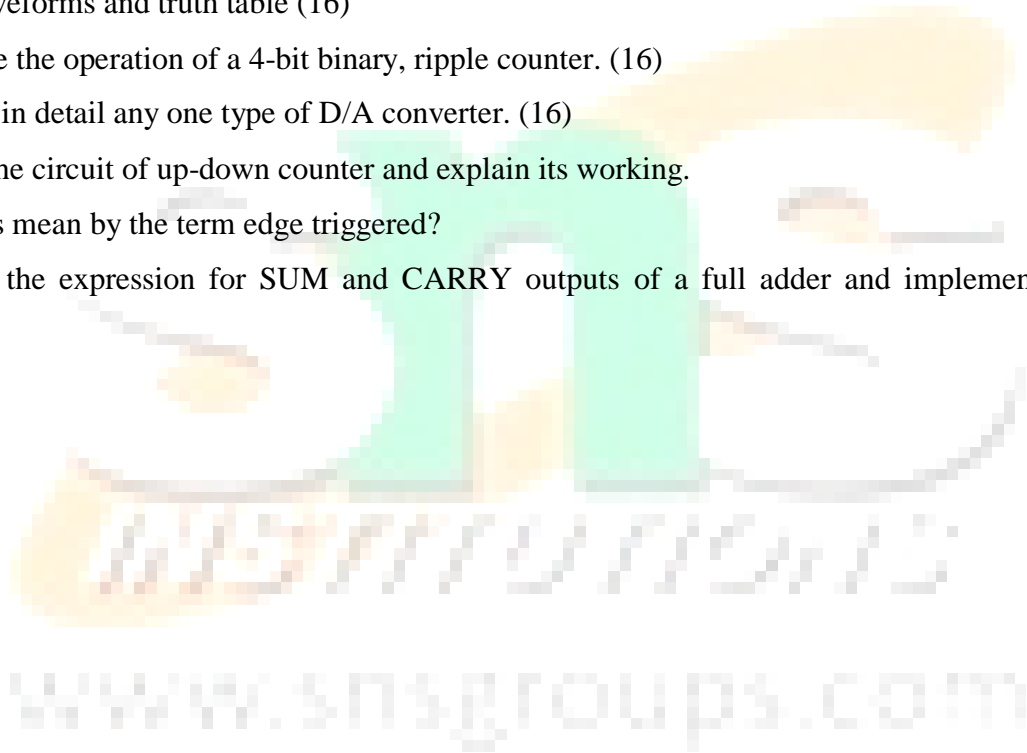 veforms and truth table (16)
e the operation of a 4-bit binary, ripple counter. (16)
in detail any one type of D/A converter. (16)
he circuit of up-down counter and explain its working.
s mean by the term edge triggered?
the expression for SUM and CARRY outputs of a full adder and implemen
sns
INSTITUTIONS
www.snsgroups.com